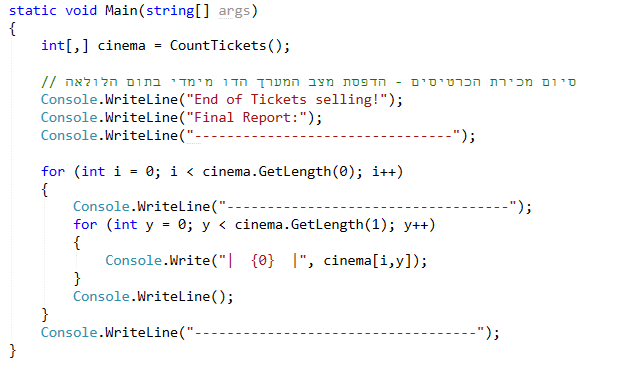 static void Main(string[] args)
{
    int[,] cinema = CountTickets();
    // סיום מכירת הכרטיסים - הדפסת מצב המערך הדו מימדי בתום הלולאה
    Console.WriteLine("End of Tickets selling!");
    Console.WriteLine("Final Report:");
    Console.WriteLine("--------------------------------");
    for (int i = 0; i < cinema.GetLength(0); i++)
    {
        Console.WriteLine("-----------------------------------");
        for (int y = 0; y < cinema.GetLength(1); y++)
        {
            Console.Write("|  {0}  |", cinema[i,y]);
        }
        Console.WriteLine();
    }
    Console.WriteLine("-----------------------------------");
}